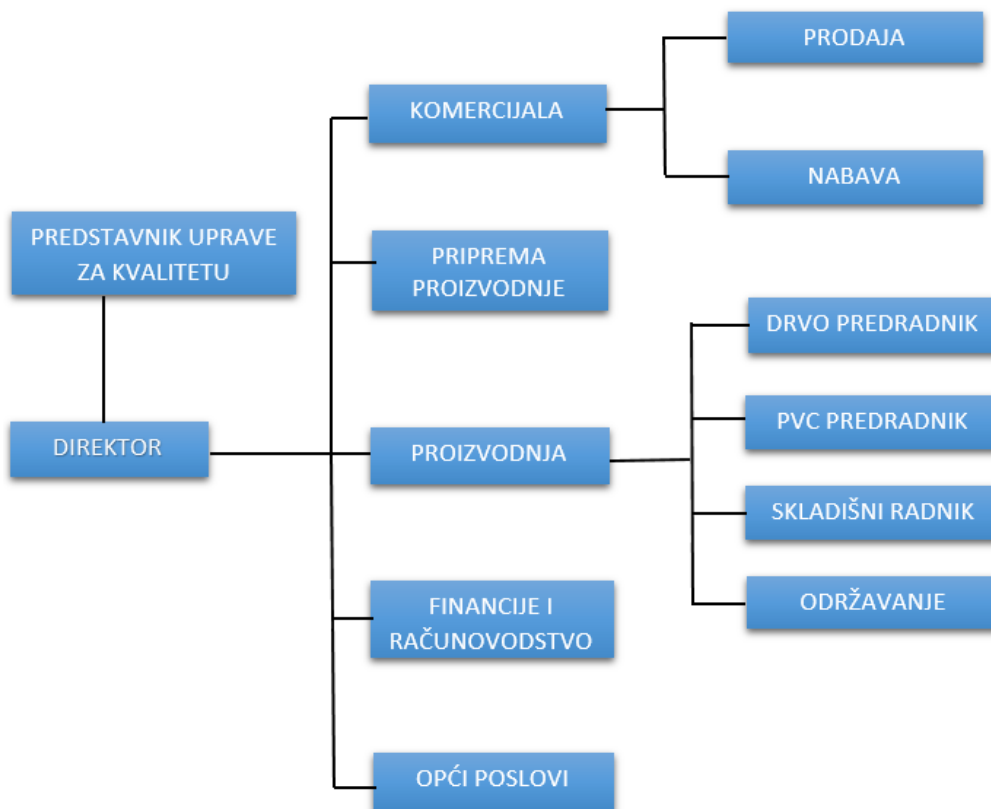 PRODAJA
KOMERCIJALA
NABAVA
PREDSTAVNIK UPRAVE
ZA KVALITETU
PRIPREMA
PROIZVODNJE
DRVO PREDRADNIK
PVC PREDRADNIK
DIREKTOR
PROIZVODNJA
SKLADIŠNI RADNIK
ODRŽAVANJE
FINANCIJE I
RAČUNOVODSTVO
OPĆI POSLOVI